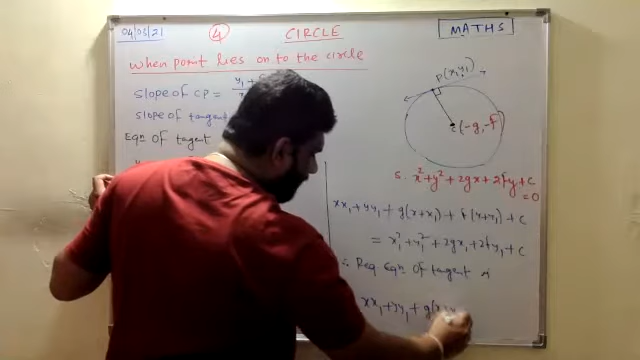 04/05/21
4
CIRCLE
MATHS
when point lies on to the circle
slope of CP =
slope of tangent
Eqn of tangent
P(x₁, y₁)
c (-g, -f)
S. x² + y² + 2gx + 2fy + c
= 0
xx₁ + yy₁ + g(x + x₁) + f(y + y₁) + c
= x₁² + y₁² + 2gx₁ + 2fy₁ + c
∴ Req Eqn of tangent is
xx₁ + yy₁ + g(x